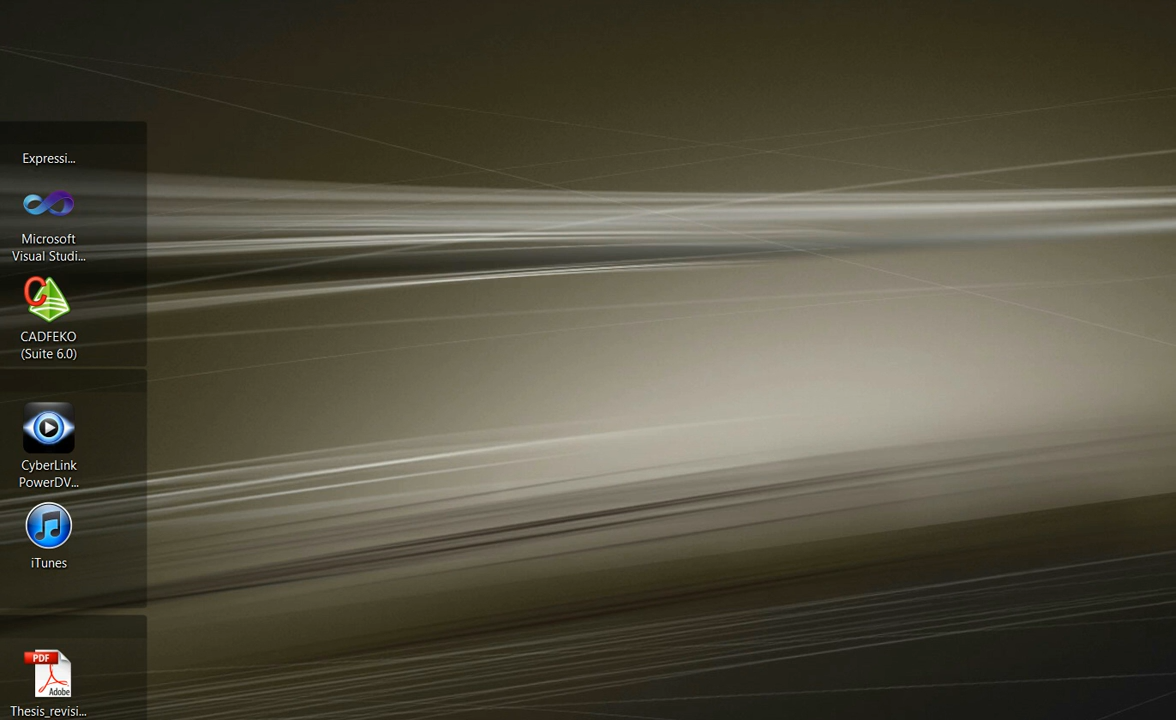 Expressi...
Microsoft
Visual Studi...
CADFEKO
(Suite 6.0)
CyberLink
PowerDV...
iTunes
PDF
Adobe
Thesis_revisi...